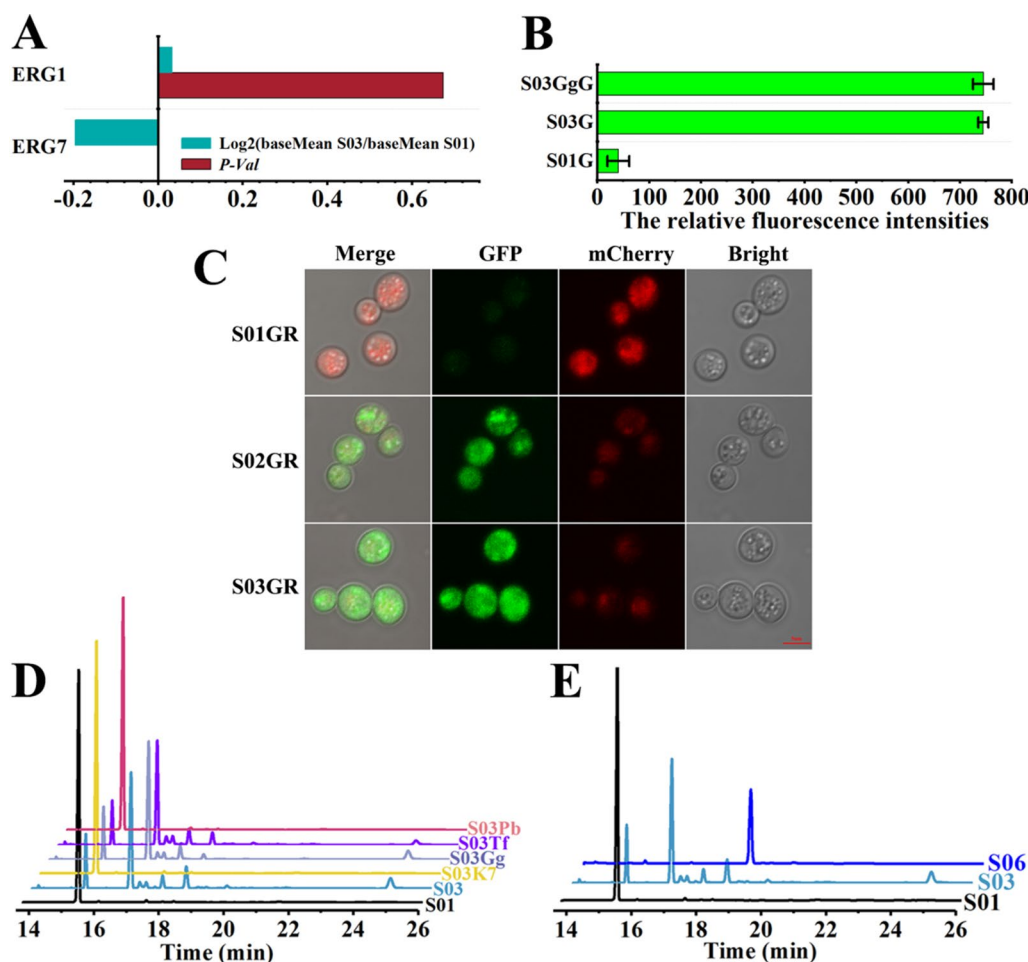 A
ERG1
ERG7
Log2(baseMean S03/baseMean S01)
P-Val
-0.2 0.0 0.2 0.4 0.6
B
S03GgG
S03G
S01G
0 100 200 300 400 500 600 700 800
The relative fluorescence intensities
C
Merge GFP mCherry Bright
S01GR
S02GR
S03GR
D
S03Pb
S03Tf
S03Gg
S03K7
S03
S01
14 16 18 20 22 24 26
Time (min)
E
S06
S03
S01
14 16 18 20 22 24 26
Time (min)